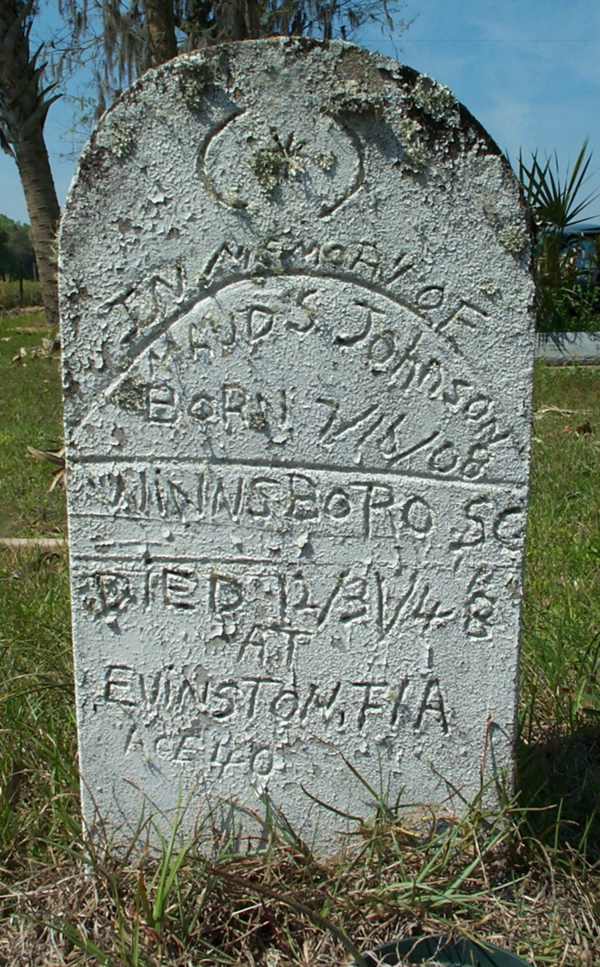 IN MEMORY OF
MAUDS JOhnSON
BORN 7/16/08
WINNSBORO SC
DIED 12/31/48
AT
EVINSTON, FlA
AGE 40